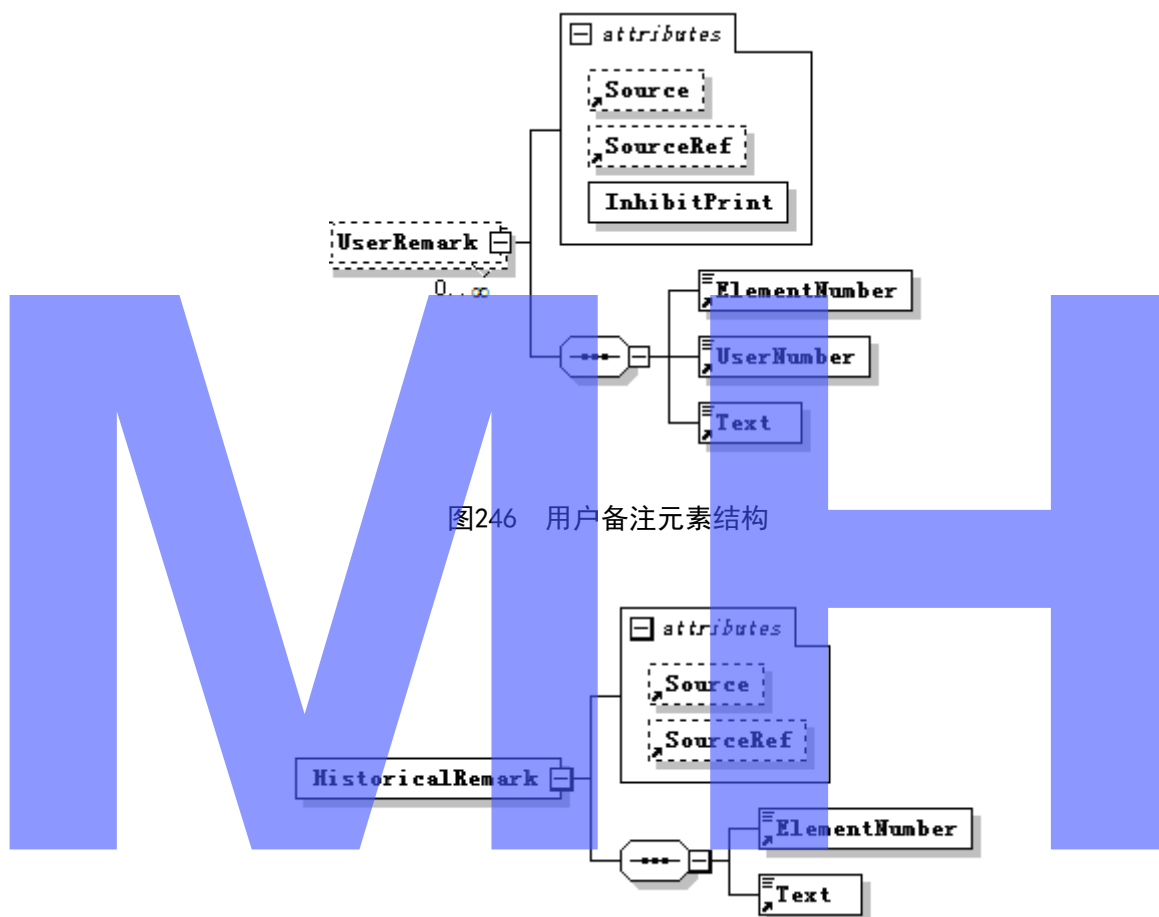 attributes
Source
SourceRef
InhibitPrint
UserRemark
0..∞
ElementNumber
UserNumber
Text
图246 用户备注元素结构
attributes
Source
SourceRef
HistoricalRemark
ElementNumber
Text
MH